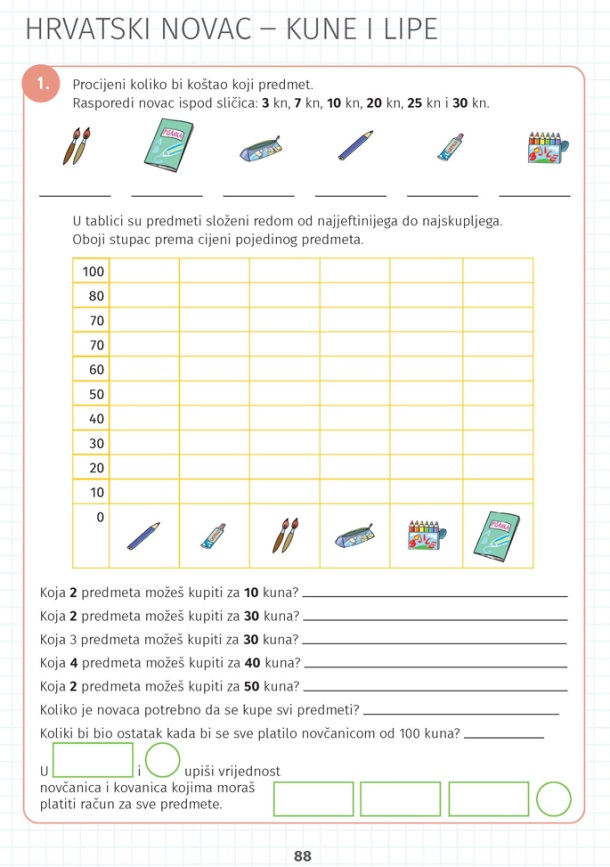 HRVATSKI NOVAC – KUNE I LIPE
1.
Procijeni koliko bi koštao koji predmet.
Rasporedi novac ispod sličica: 3 kn, 7 kn, 10 kn, 20 kn, 25 kn i 30 kn.
U tablici su predmeti složeni redom od najjeftinijega do najskupljega.
Oboji stupac prema cijeni pojedinog predmeta.
100
80
70
70
60
50
40
30
20
10
0
Koja 2 predmeta možeš kupiti za 10 kuna?
Koja 2 predmeta možeš kupiti za 30 kuna?
Koja 3 predmeta možeš kupiti za 30 kuna?
Koja 4 predmeta možeš kupiti za 40 kuna?
Koja 2 predmeta možeš kupiti za 50 kuna?
Koliko je novaca potrebno da se kupe svi predmeti?
Koliki bi bio ostatak kada bi se sve platilo novčanicom od 100 kuna?
U i upiši vrijednost
novčanica i kovanica kojima moraš
platiti račun za sve predmete.
88